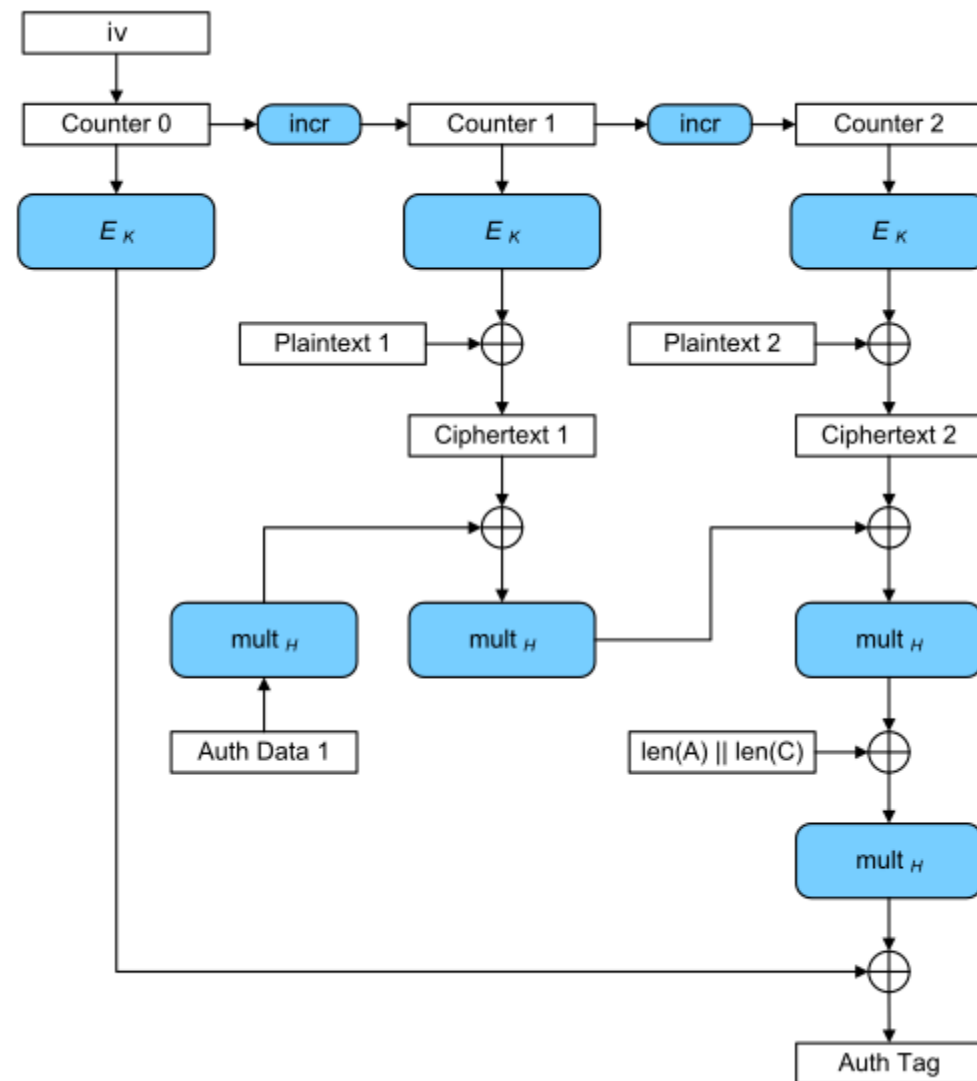 iv
Counter 0
incr
Counter 1
incr
Counter 2
E K
E K
E K
Plaintext 1
Plaintext 2
Ciphertext 1
Ciphertext 2
mult H
mult H
mult H
Auth Data 1
len(A) || len(C)
mult H
Auth Tag